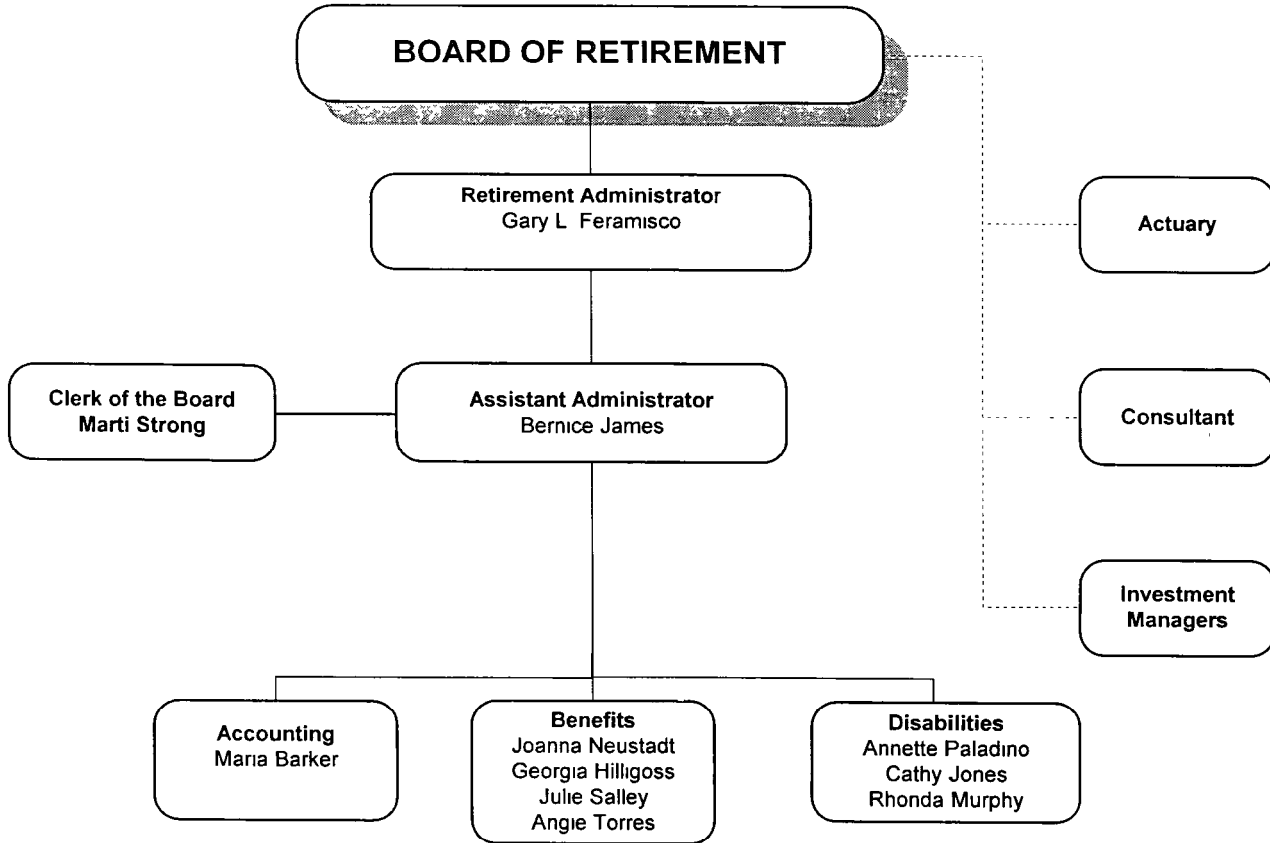 BOARD OF RETIREMENT
Retirement Administrator
Gary L Feramisco
Actuary
Clerk of the Board
Marti Strong
Assistant Administrator
Bernice James
Consultant
Investment
Managers
Accounting
Maria Barker
Benefits
Joanna Neustadt
Georgia Hilligoss
Julie Salley
Angie Torres
Disabilities
Annette Paladino
Cathy Jones
Rhonda Murphy